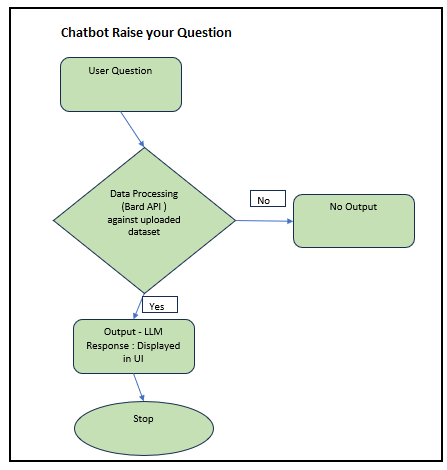 Chatbot Raise your Question
User Question
Data Processing
(Bard API )
against uploaded
dataset
No
No Output
Yes
Output - LLM
Response : Displayed
in UI
Stop